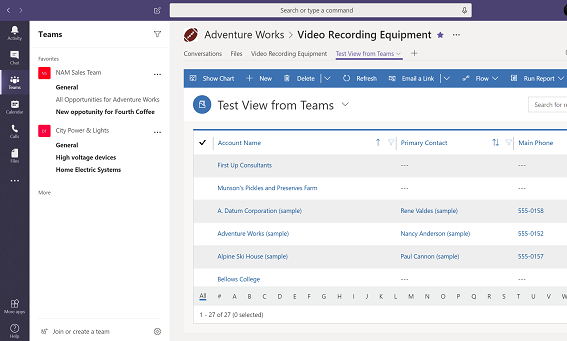 Search or type a command
Activity
Chat
Teams
Calendar
Calls
Files
More apps
Help
Teams
Favorites
NAM Sales Team
General
All Opportunities for Adventure Works
New oppotunity for Fourth Coffee
City Power & Lights
General
High voltage devices
Home Electric Systems
More
Join or create a team
Adventure Works > Video Recording Equipment
Conversations Files Video Recording Equipment Test View from Teams
Show Chart + New Delete Refresh Email a Link Flow Run Report
Test View from Teams
Search for re
Account Name Primary Contact Main Phone
First Up Consultants --- ---
Munson's Pickles and Preserves Farm --- ---
A. Datum Corporation (sample) Rene Valdes (sample) 555-0158
Adventure Works (sample) Nancy Anderson (sample) 555-0152
Alpine Ski House (sample) Paul Cannon (sample) 555-0157
Bellows College --- ---
All # A B C D E F G H I J K L M N O P Q R S T U V W
1 - 27 of 27 (0 selected)